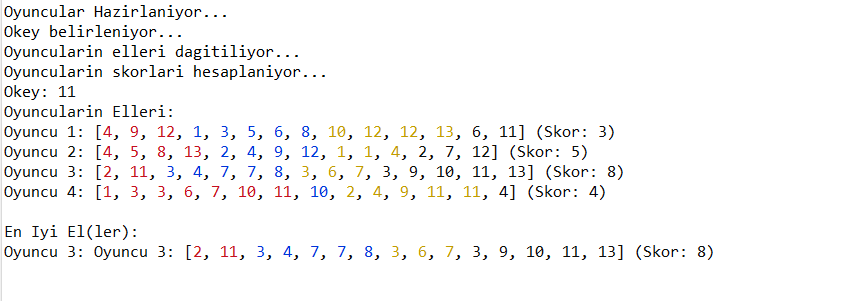 Oyuncular Hazirlaniyor...
Okey belirleniyor...
Oyuncularin elleri dagitiliyor...
Oyuncularin skorlari hesaplaniyor...
Okey: 11
Oyuncularin Elleri:
Oyuncu 1: [4, 9, 12, 1, 3, 5, 6, 8, 10, 12, 12, 13, 6, 11] (Skor: 3)
Oyuncu 2: [4, 5, 8, 13, 2, 4, 9, 12, 1, 1, 4, 2, 7, 12] (Skor: 5)
Oyuncu 3: [2, 11, 3, 4, 7, 7, 8, 3, 6, 7, 3, 9, 10, 11, 13] (Skor: 8)
Oyuncu 4: [1, 3, 3, 6, 7, 10, 11, 10, 2, 4, 9, 11, 11, 4] (Skor: 4)
En Iyi El(ler):
Oyuncu 3: Oyuncu 3: [2, 11, 3, 4, 7, 7, 8, 3, 6, 7, 3, 9, 10, 11, 13] (Skor: 8)